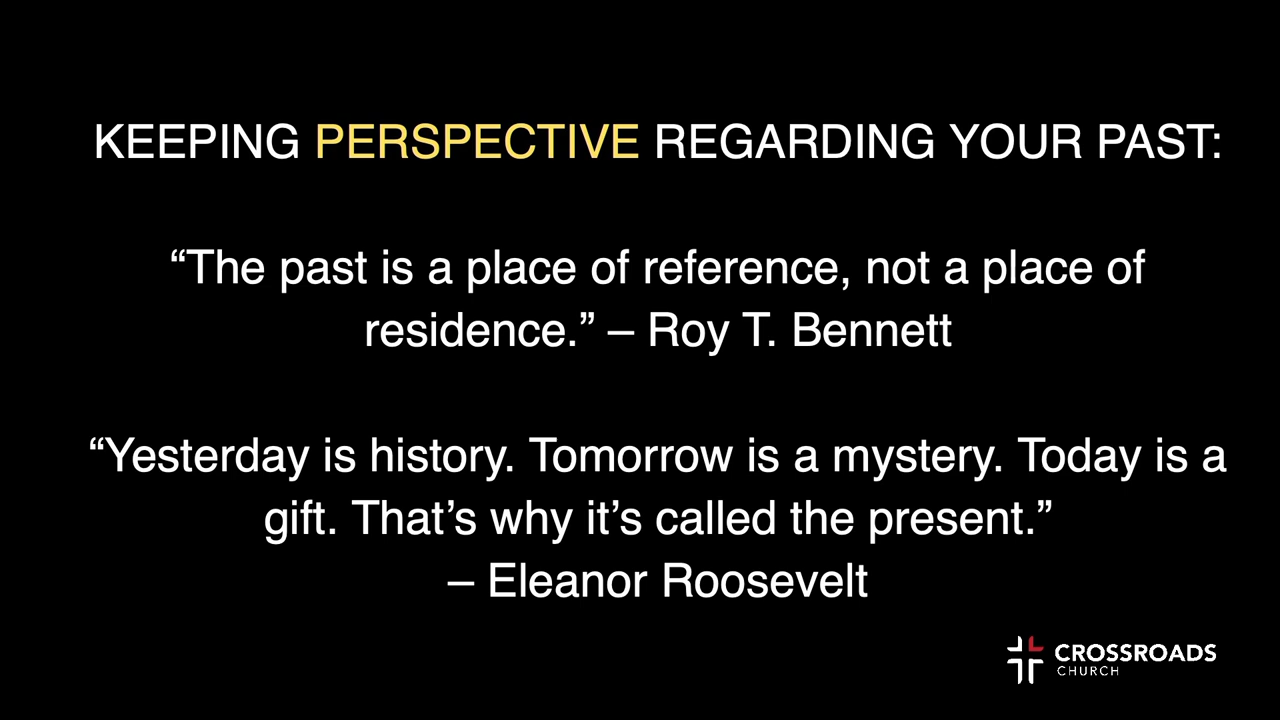 KEEPING PERSPECTIVE REGARDING YOUR PAST:
“The past is a place of reference, not a place of
residence.” – Roy T. Bennett
“Yesterday is history. Tomorrow is a mystery. Today is a
gift. That’s why it’s called the present.”
– Eleanor Roosevelt
CROSSROADS
CHURCH